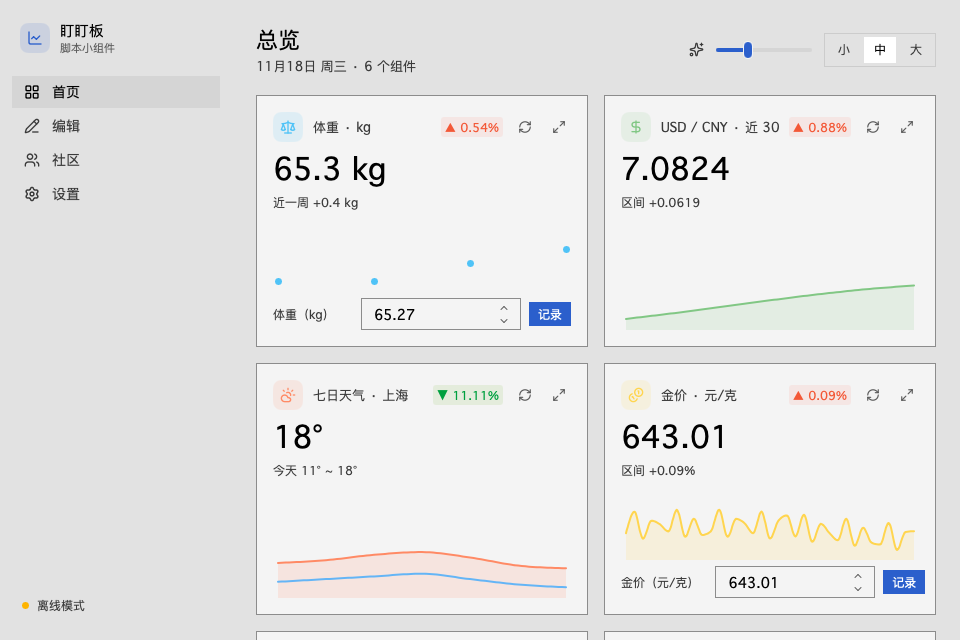 盯盯板
脚本小组件
首页
编辑
社区
设置
离线模式
总览
11月18日 周三 · 6 个组件
小 中 大
体重 · kg
▲ 0.54%
65.3 kg
近一周 +0.4 kg
体重（kg）
65.27
记录
USD / CNY · 近 30
▲ 0.88%
7.0824
区间 +0.0619
七日天气 · 上海
▼ 11.11%
18°
今天 11° ~ 18°
金价 · 元/克
▲ 0.09%
643.01
区间 +0.09%
金价（元/克）
643.01
记录